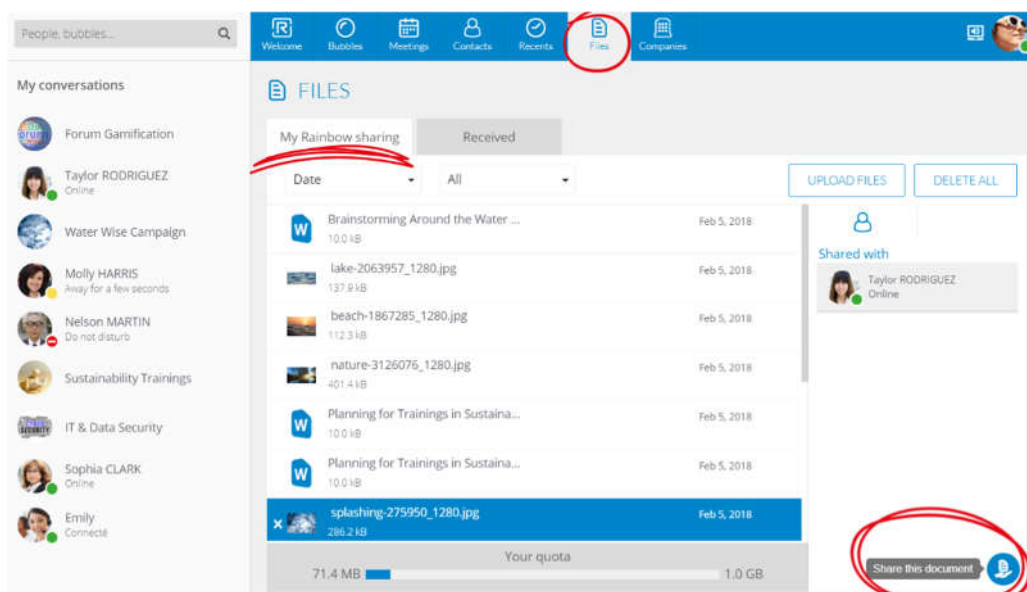 People, bubbles...
Welcome
Bubbles
Meetings
Contacts
Recents
Files
Companies
My conversations
Forum Gamification
Taylor RODRIGUEZ
Online
Water Wise Campaign
Molly HARRIS
Away for a few seconds
Nelson MARTIN
Do not disturb
Sustainability Trainings
IT & Data Security
Sophia CLARK
Online
Emily
Connecté
FILES
My Rainbow sharing
Received
Date
All
UPLOAD FILES
DELETE ALL
Brainstorming Around the Water ...
Feb 5, 2018
10.0 kB
lake-2063957_1280.jpg
Feb 5, 2018
137.9 kB
beach-1867285_1280.jpg
Feb 5, 2018
112.3 kB
nature-3126076_1280.jpg
Feb 5, 2018
401.4 kB
Planning for Trainings in Sustaina...
Feb 5, 2018
10.0 kB
Planning for Trainings in Sustaina...
Feb 5, 2018
10.0 kB
splashing-275950_1280.jpg
Feb 5, 2018
286.2 kB
Your quota
71.4 MB
1.0 GB
Shared with
Taylor RODRIGUEZ
Online
Share this document